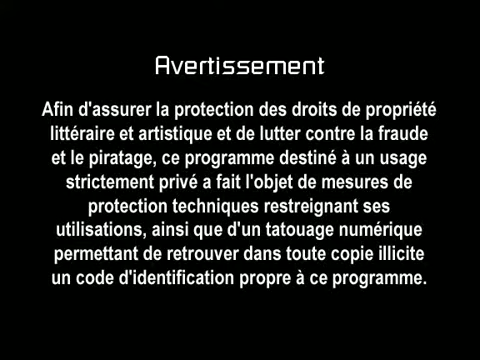 Avertissement
Afin d'assurer la protection des droits de propriété
littéraire et artistique et de lutter contre la fraude
et le piratage, ce programme destiné à un usage
strictement privé a fait l'objet de mesures de
protection techniques restreignant ses
utilisations, ainsi que d'un tatouage numérique
permettant de retrouver dans toute copie illicite
un code d'identification propre à ce programme.